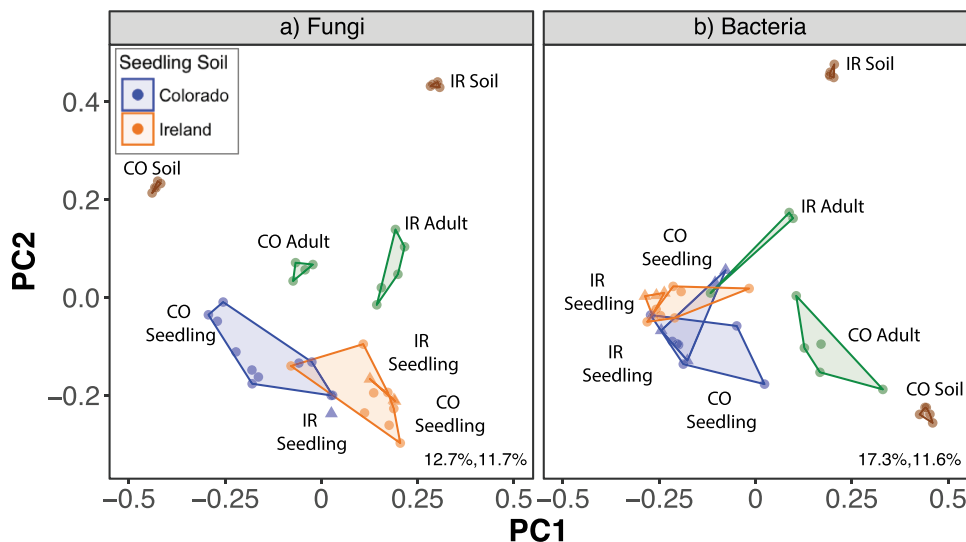 a) Fungi
b) Bacteria
Seedling Soil
Colorado
Ireland
IR Soil
CO Soil
CO Adult
IR Adult
CO
Seedling
IR
Seedling
IR
Seedling
CO
Seedling
12.7%,11.7%
IR Soil
IR Adult
CO
Seedling
IR
Seedling
IR
Seedling
CO
Seedling
CO Adult
CO Soil
17.3%,11.6%
PC2
0.4
0.2
0.0
−0.2
−0.5
−0.25
0
0.25
0.5
−0.5
−0.25
0
0.25
0.5
PC1